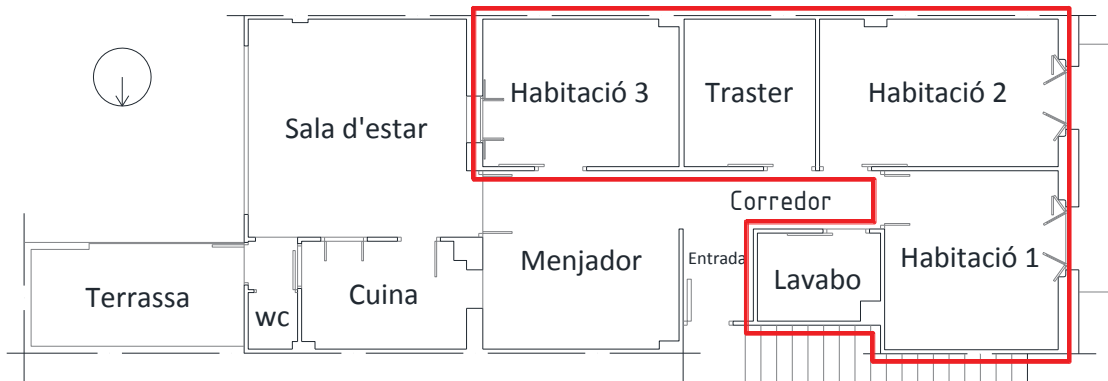 Habitació 3
Traster
Habitació 2
Sala d'estar
Corredor
Entrada
Menjador
Habitació 1
Lavabo
Terrassa
Cuina
wc